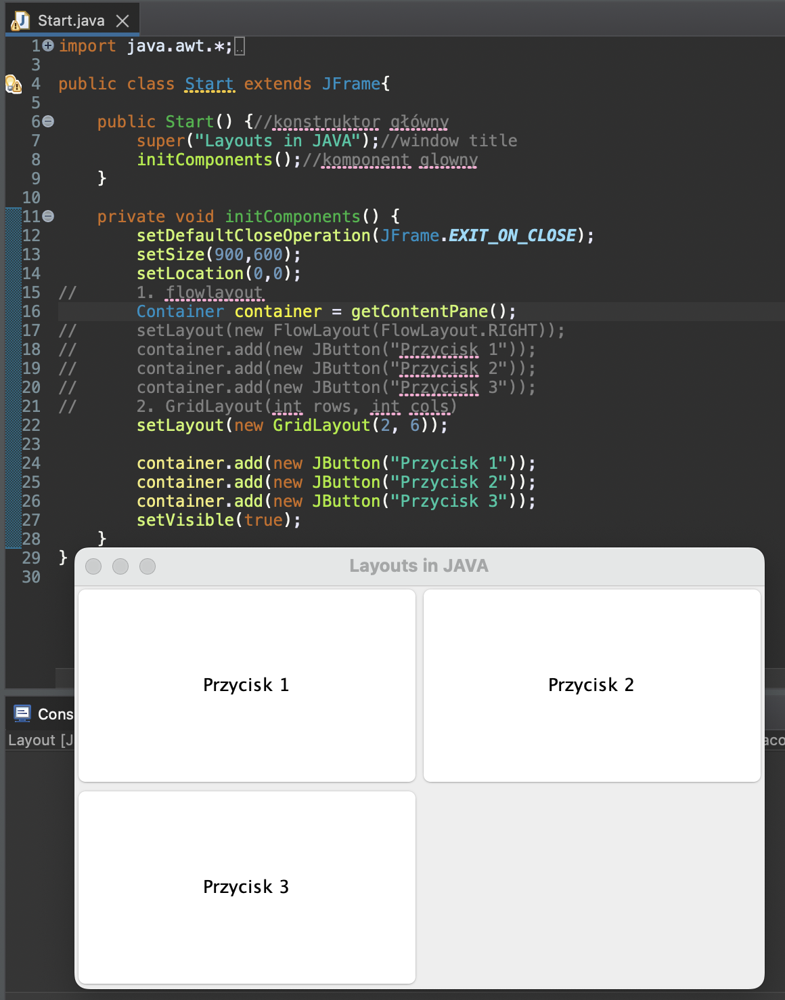 Start.java
1 import java.awt.*;
3
4 public class Start extends JFrame{
5
6 public Start() {//konstruktor główny
7 super("Layouts in JAVA");//window title
8 initComponents();//komponent glowny
9 }
10
11 private void initComponents() {
12 setDefaultCloseOperation(JFrame.EXIT_ON_CLOSE);
13 setSize(900,600);
14 setLocation(0,0);
15 // 1. flowlayout
16 Container container = getContentPane();
17 // setLayout(new FlowLayout(FlowLayout.RIGHT));
18 // container.add(new JButton("Przycisk 1"));
19 // container.add(new JButton("Przycisk 2"));
20 // container.add(new JButton("Przycisk 3"));
21 // 2. GridLayout(int rows, int cols)
22 setLayout(new GridLayout(2, 6));
23
24 container.add(new JButton("Przycisk 1"));
25 container.add(new JButton("Przycisk 2"));
26 container.add(new JButton("Przycisk 3"));
27 setVisible(true);
28 }
29 }
30
Layouts in JAVA
Przycisk 1
Przycisk 2
Przycisk 3
Cons
Layout [J
aco